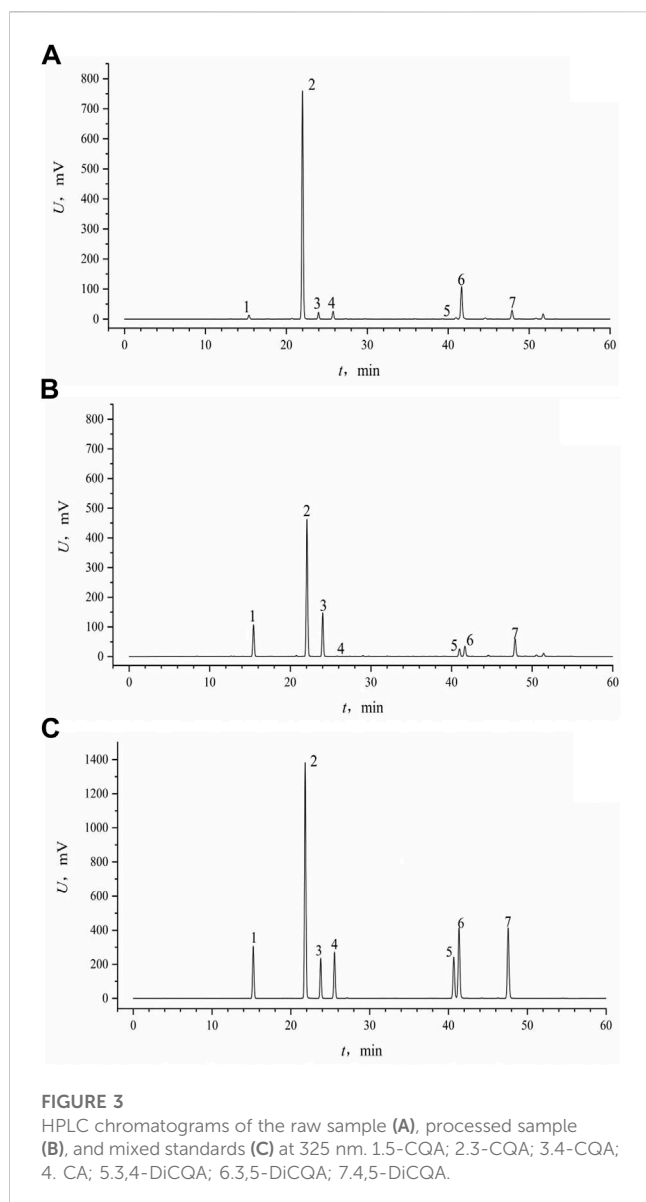 A
800
700
600
500
400
300
200
100
0
U, mV
2
1
3
4
5
6
7
0 10 20 30 40 50 60
t, min
B
800
700
600
500
400
300
200
100
0
U, mV
1
2
3
4
5
6
7
0 10 20 30 40 50 60
t, min
C
1400
1200
1000
800
600
400
200
0
U, mV
2
1
3
4
5
6
7
0 10 20 30 40 50 60
t, min
FIGURE 3
HPLC chromatograms of the raw sample (A), processed sample
(B), and mixed standards (C) at 325 nm. 1.5-CQA; 2.3-CQA; 3.4-CQA;
4. CA; 5.3,4-DiCQA; 6.3,5-DiCQA; 7.4,5-DiCQA.